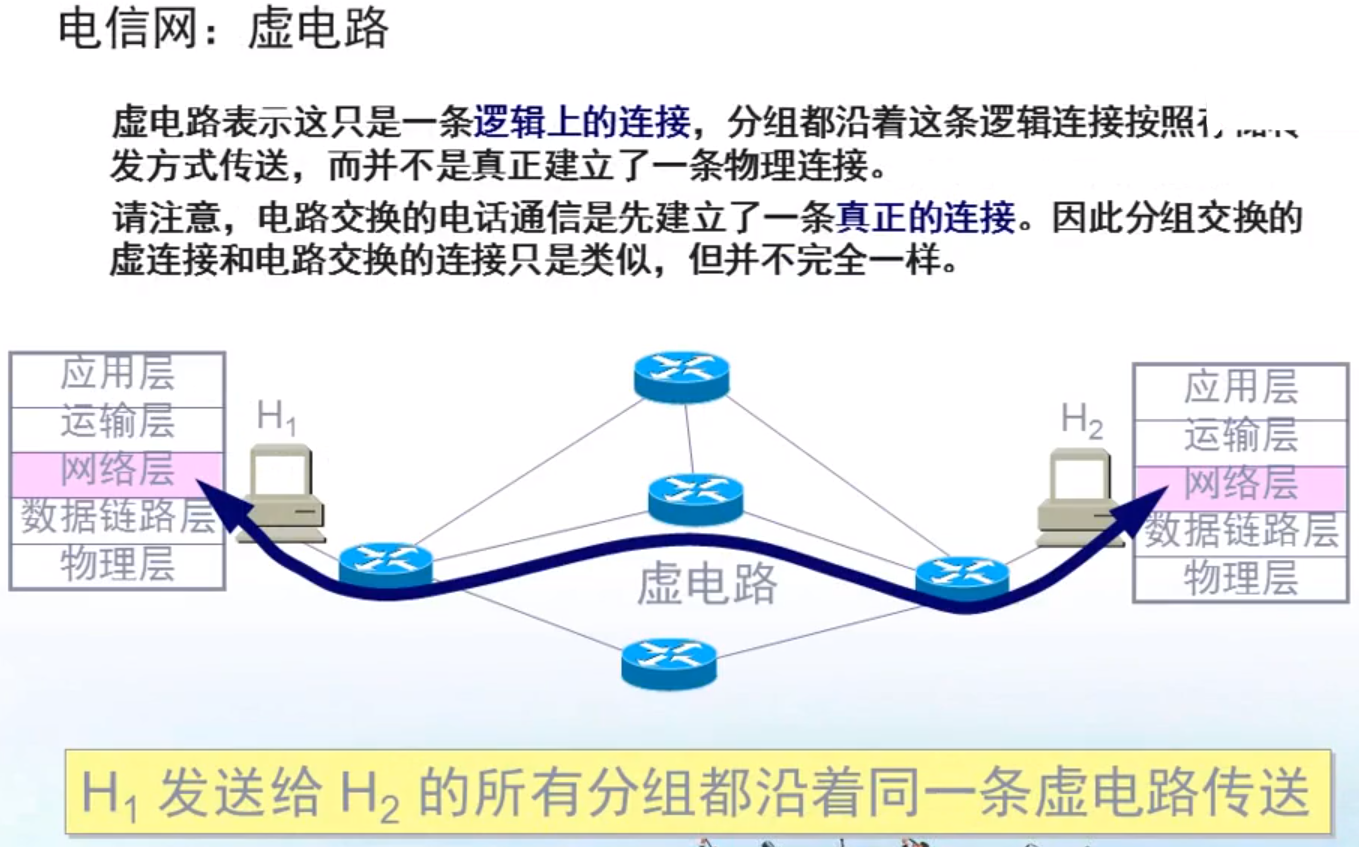 电信网：虚电路
虚电路表示这只是一条逻辑上的连接，分组都沿着这条逻辑连接按照
发方式传送，而并不是真正建立了一条物理连接。
请注意，电路交换的电话通信是先建立了一条真正的连接。因此分组交换的
虚连接和电路交换的连接只是类似，但并不完全一样。
应用层
运输层
网络层
数据链路层
物理层
H₁
H₂
应用层
运输层
网络层
数据链路层
物理层
虚电路
H₁ 发送给 H₂ 的所有分组都沿着同一条虚电路传送